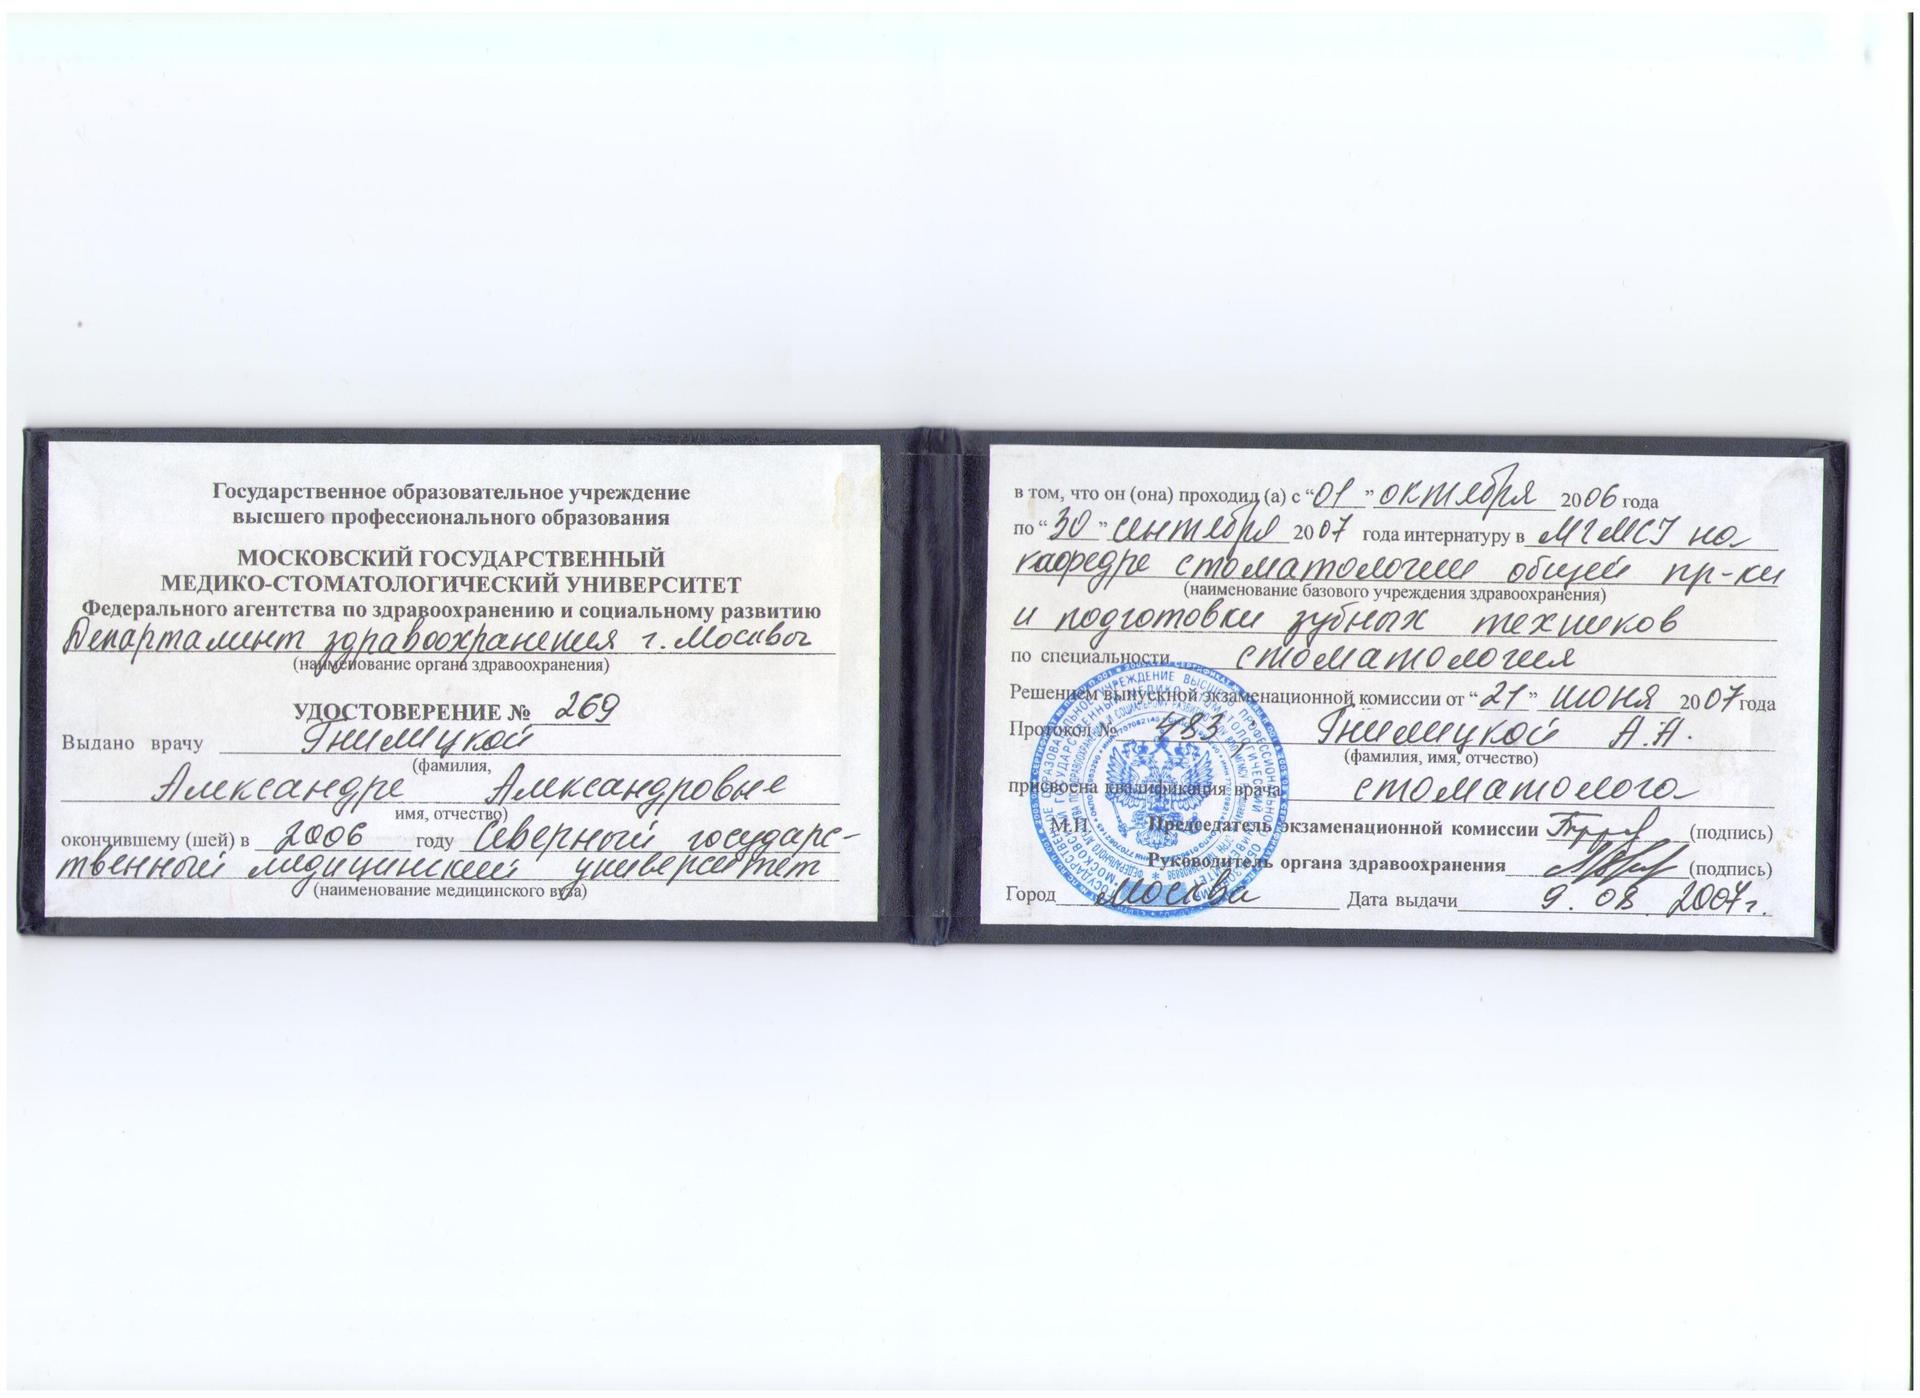 Государственное образовательное учреждение
высшего профессионального образования
МОСКОВСКИЙ ГОСУДАРСТВЕННЫЙ
МЕДИКО-СТОМАТОЛОГИЧЕСКИЙ УНИВЕРСИТЕТ
Федерального агентства по здравоохранению и социальному развитию
Департамент здравоохранения г. Москвы
(наименование органа здравоохранения)
УДОСТОВЕРЕНИЕ № 269
Выдано врачу Гнилицкой
(фамилия,
Александре Александровне
имя, отчество)
окончившему (шей) в 2006 году Северный государс-
твенный медицинский университет
(наименование медицинского вуза)
в том, что он (она) проходил (а) с “01” октября 2006 года
по “30” сентября 2007 года интернатуру в МГМСУ на
кафедре стоматологии общей пр-ки
(наименование базового учреждения здравоохранения)
и подготовки зубных техников
по специальности стоматология
Решением выпускной экзаменационной комиссии от “21” июня 2007 года
Протокол № 483, Гнилицкой А.А.
(фамилия, имя, отчество)
присвоена квалификация врача стоматолога
М.П. Председатель экзаменационной комиссии (подпись)
Руководитель органа здравоохранения (подпись)
Город Москва Дата выдачи 9. 08. 2007г.